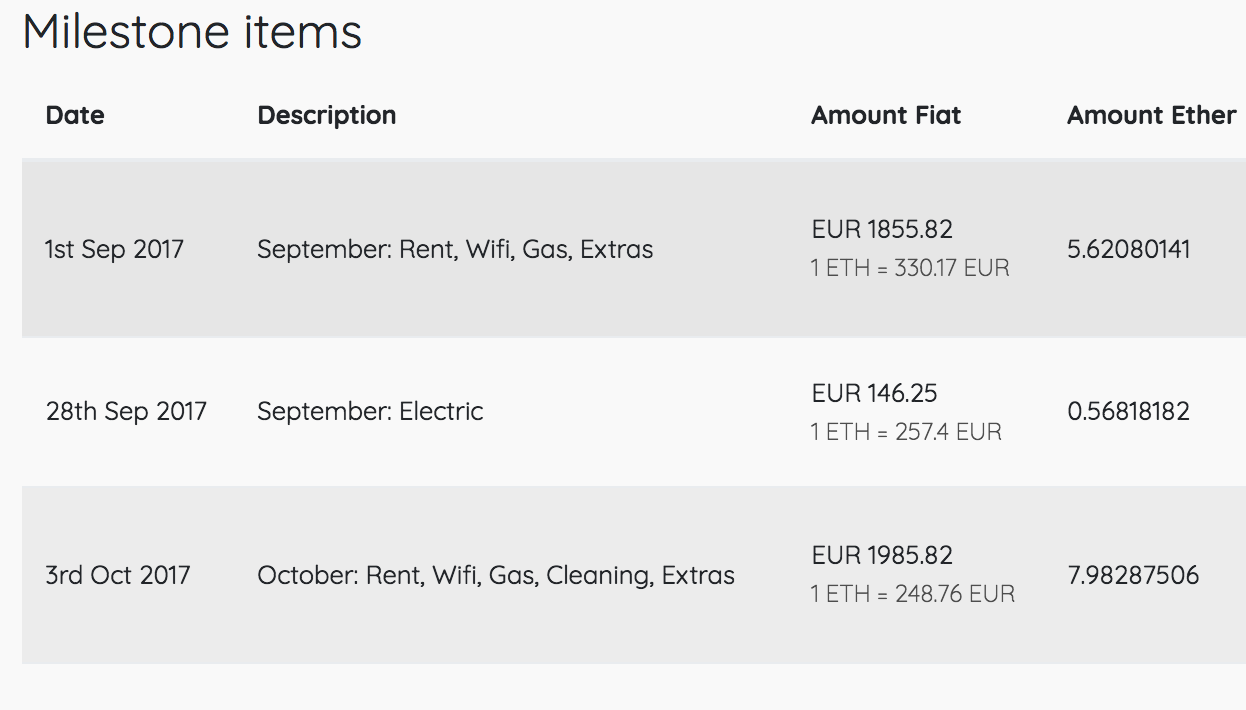 Milestone items
Date Description Amount Fiat Amount Ether
1st Sep 2017 September: Rent, Wifi, Gas, Extras EUR 1855.82 5.62080141
1 ETH = 330.17 EUR
28th Sep 2017 September: Electric EUR 146.25 0.56818182
1 ETH = 257.4 EUR
3rd Oct 2017 October: Rent, Wifi, Gas, Cleaning, Extras EUR 1985.82 7.98287506
1 ETH = 248.76 EUR